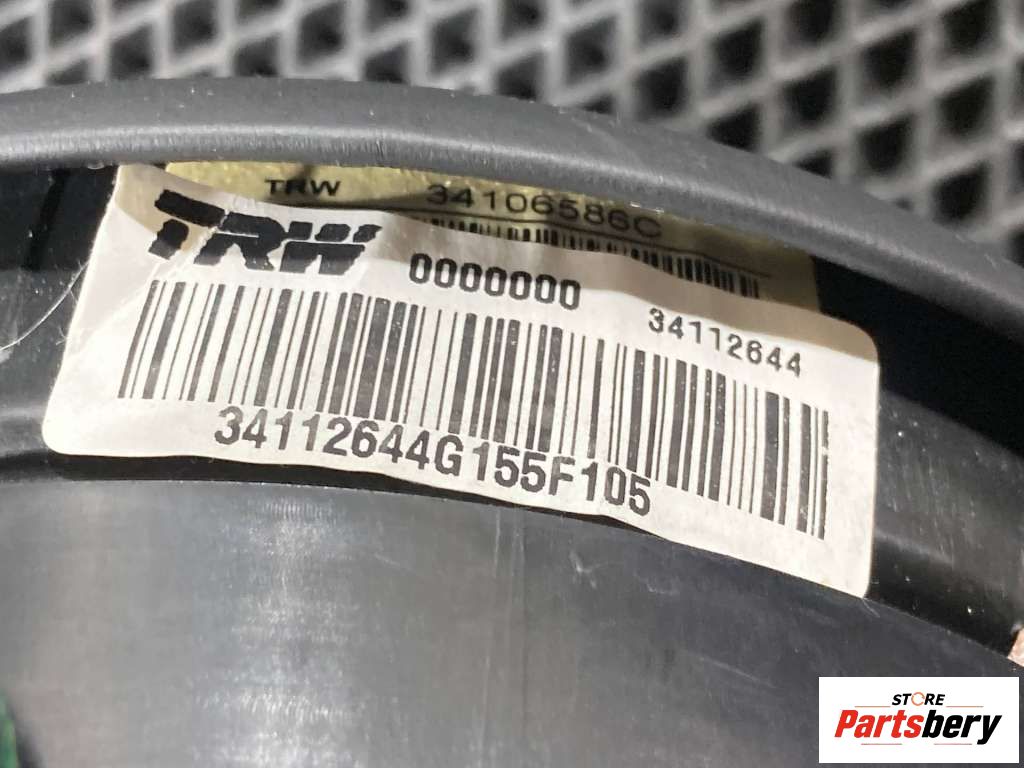 TRW 34106586C
TRW 0000000 34112644
34112644G155F105
STORE
Partsbery